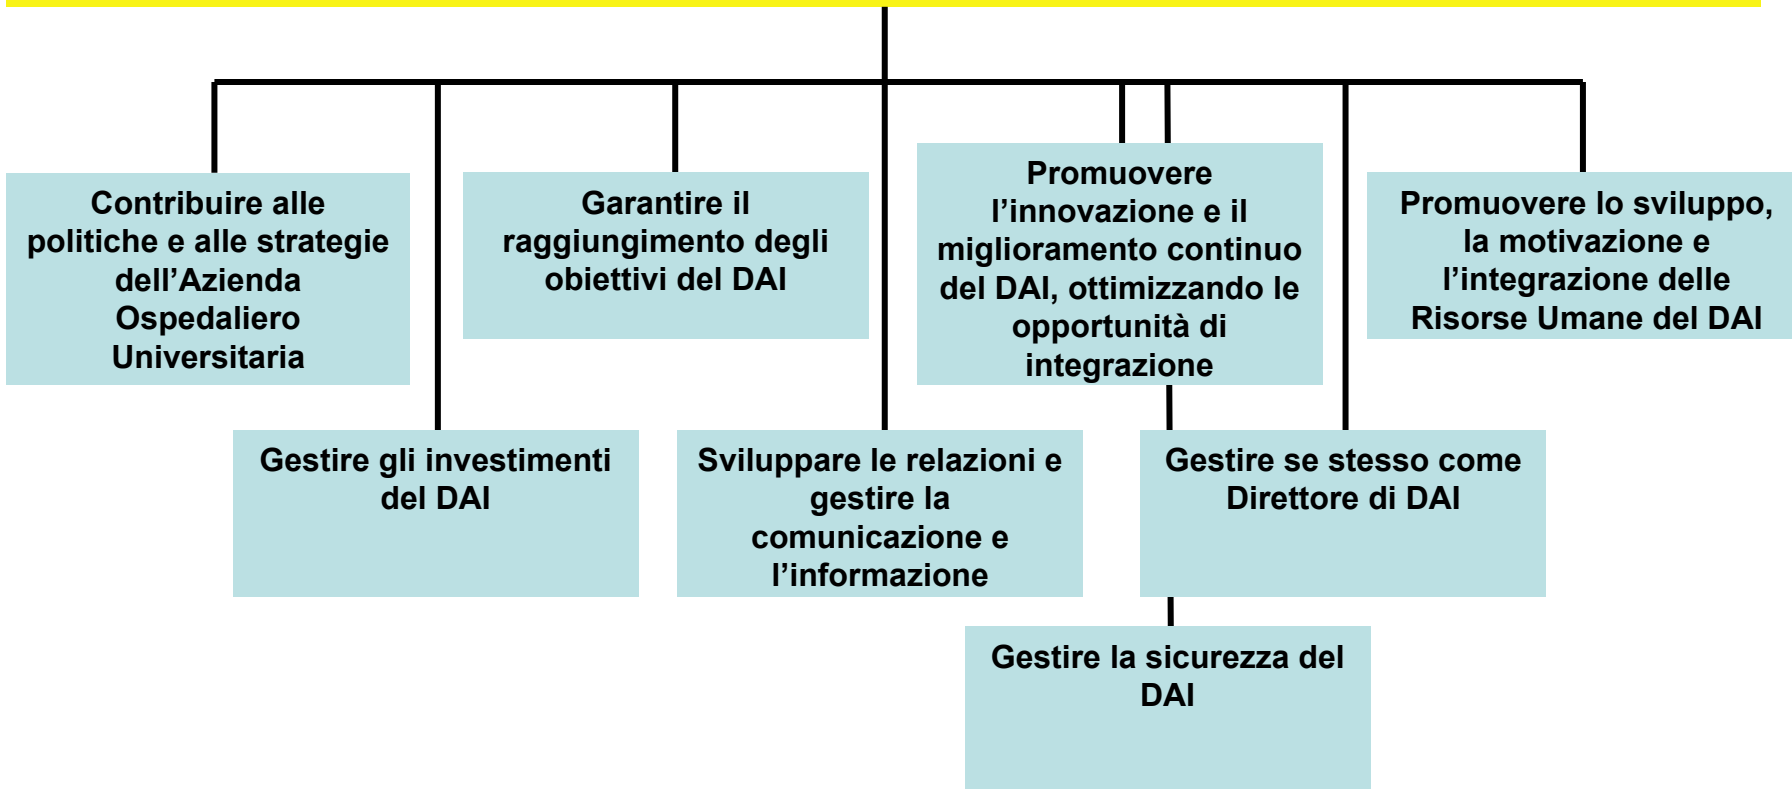 Contribuire alle
politiche e alle strategie
dell’Azienda
Ospedaliero
Universitaria
Garantire il
raggiungimento degli
obiettivi del DAI
Promuovere
l’innovazione e il
miglioramento continuo
del DAI, ottimizzando le
opportunità di
integrazione
Promuovere lo sviluppo,
la motivazione e
l’integrazione delle
Risorse Umane del DAI
Gestire gli investimenti
del DAI
Sviluppare le relazioni e
gestire la
comunicazione e
l’informazione
Gestire se stesso come
Direttore di DAI
Gestire la sicurezza del
DAI